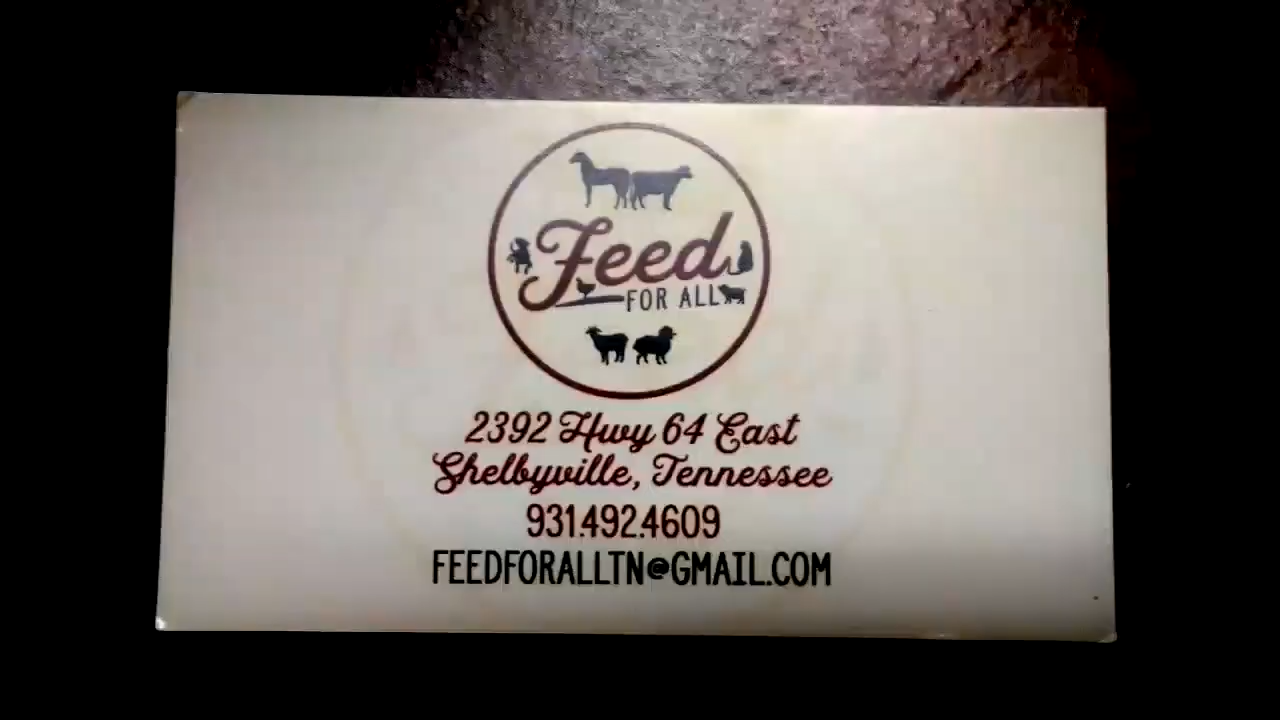 Feed
FOR ALL
2392 Hwy 64 East
Shelbyville, Tennessee
931.492.4609
FEEDFORALLTN@GMAIL.COM